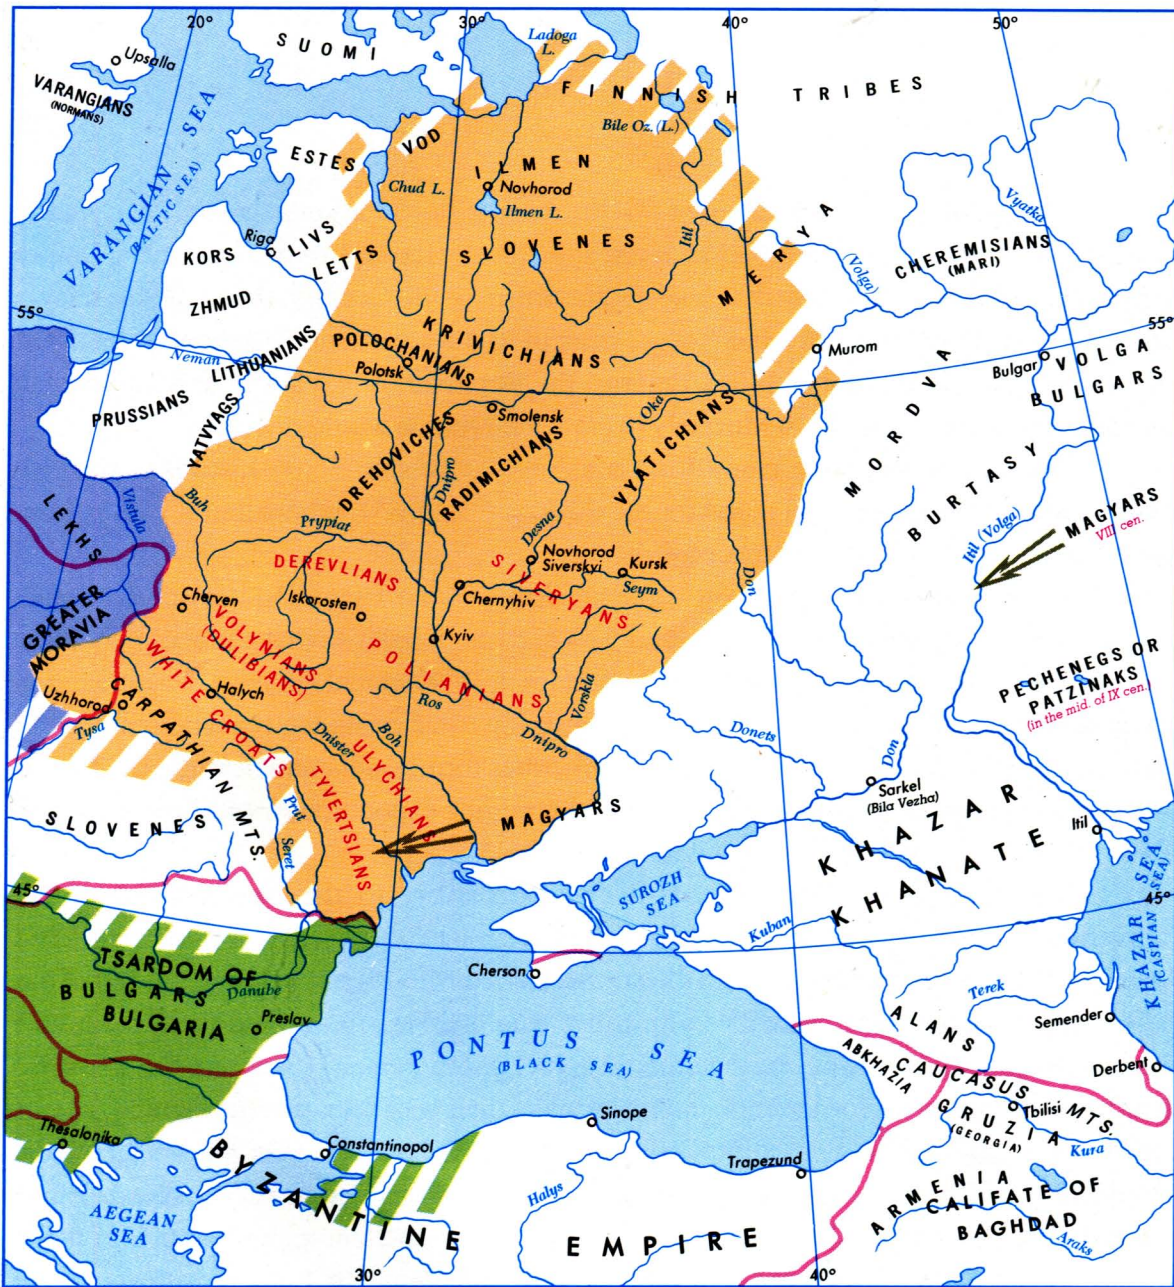 20°
30°
40°
50°
SUOMI
Ladoga
L.
Upsalla
VARANGIANS
(NORMANS)
FINNISH TRIBES
Bile Oz. (L.)
VARANGIAN SEA
(BALTIC SEA)
VOD
ESTES
Chud L.
ILMEN
Novhorod
Ilmen L.
SLOVENES
Itil
(Volga)
Vyatka
MERYA
CHEREMISIANS
(MARI)
KORS
Riga
LIVS
LETTS
ZHMUD
55°
55°
KRIVICHIANS
POLOCHANIANS
Polotsk
Neman
LITHUANIANS
PRUSSIANS
YATVYAGS
Murom
Bulgar
VOLGA
BULGARS
MORDVA
BURTASY
Smolensk
Oka
VYATICHIANS
DREHOVICHES
Dnipro
RADIMICHIANS
LEKHS
Vistula
Buh
Prypiat
Desna
Itil (Volga)
MAGYARS
VIII cen.
DEREVLIANS
Novhorod
Siverskyi
SIVERYANS
Kursk
Seym
Don
GREATER
MORAVIA
Cherven
Iskorosten
Chernyhiv
VOLYNIANS
(DULIBIANS)
Kyiv
POLIANIANS
WHITE CROATS
Halych
Ros
Vorskla
PECHENEGS OR
PATZINAKS
(in the mid. of IX cen.)
Uzhhorod
CARPATHIAN MTS.
Tysa
Dnister
Boh
Dnipro
Donets
Don
ULYCHIANS
TYVERTSIANS
Prut
Seret
MAGYARS
Sarkel
(Bila Vezha)
SLOVENES
KHAZAR
KHANATE
Itil
45°
45°
SUROZH
SEA
Kuban
KHAZAR SEA
(CASPIAN SEA)
TSARDOM OF
BULGARS
Danube
BULGARIA
Preslav
Cherson
Terek
ALANS
Semender
PONTUS SEA
(BLACK SEA)
ABKHAZIA
CAUCASUS MTS.
Derbent
Tbilisi
GRUZIA
(GEORGIA)
Kura
Sinope
Thesalonika
Constantinopol
Trapezund
BYZANTINE EMPIRE
Halys
ARMENIA
CALIFATE OF
BAGHDAD
Araks
AEGEAN
SEA
30°
40°